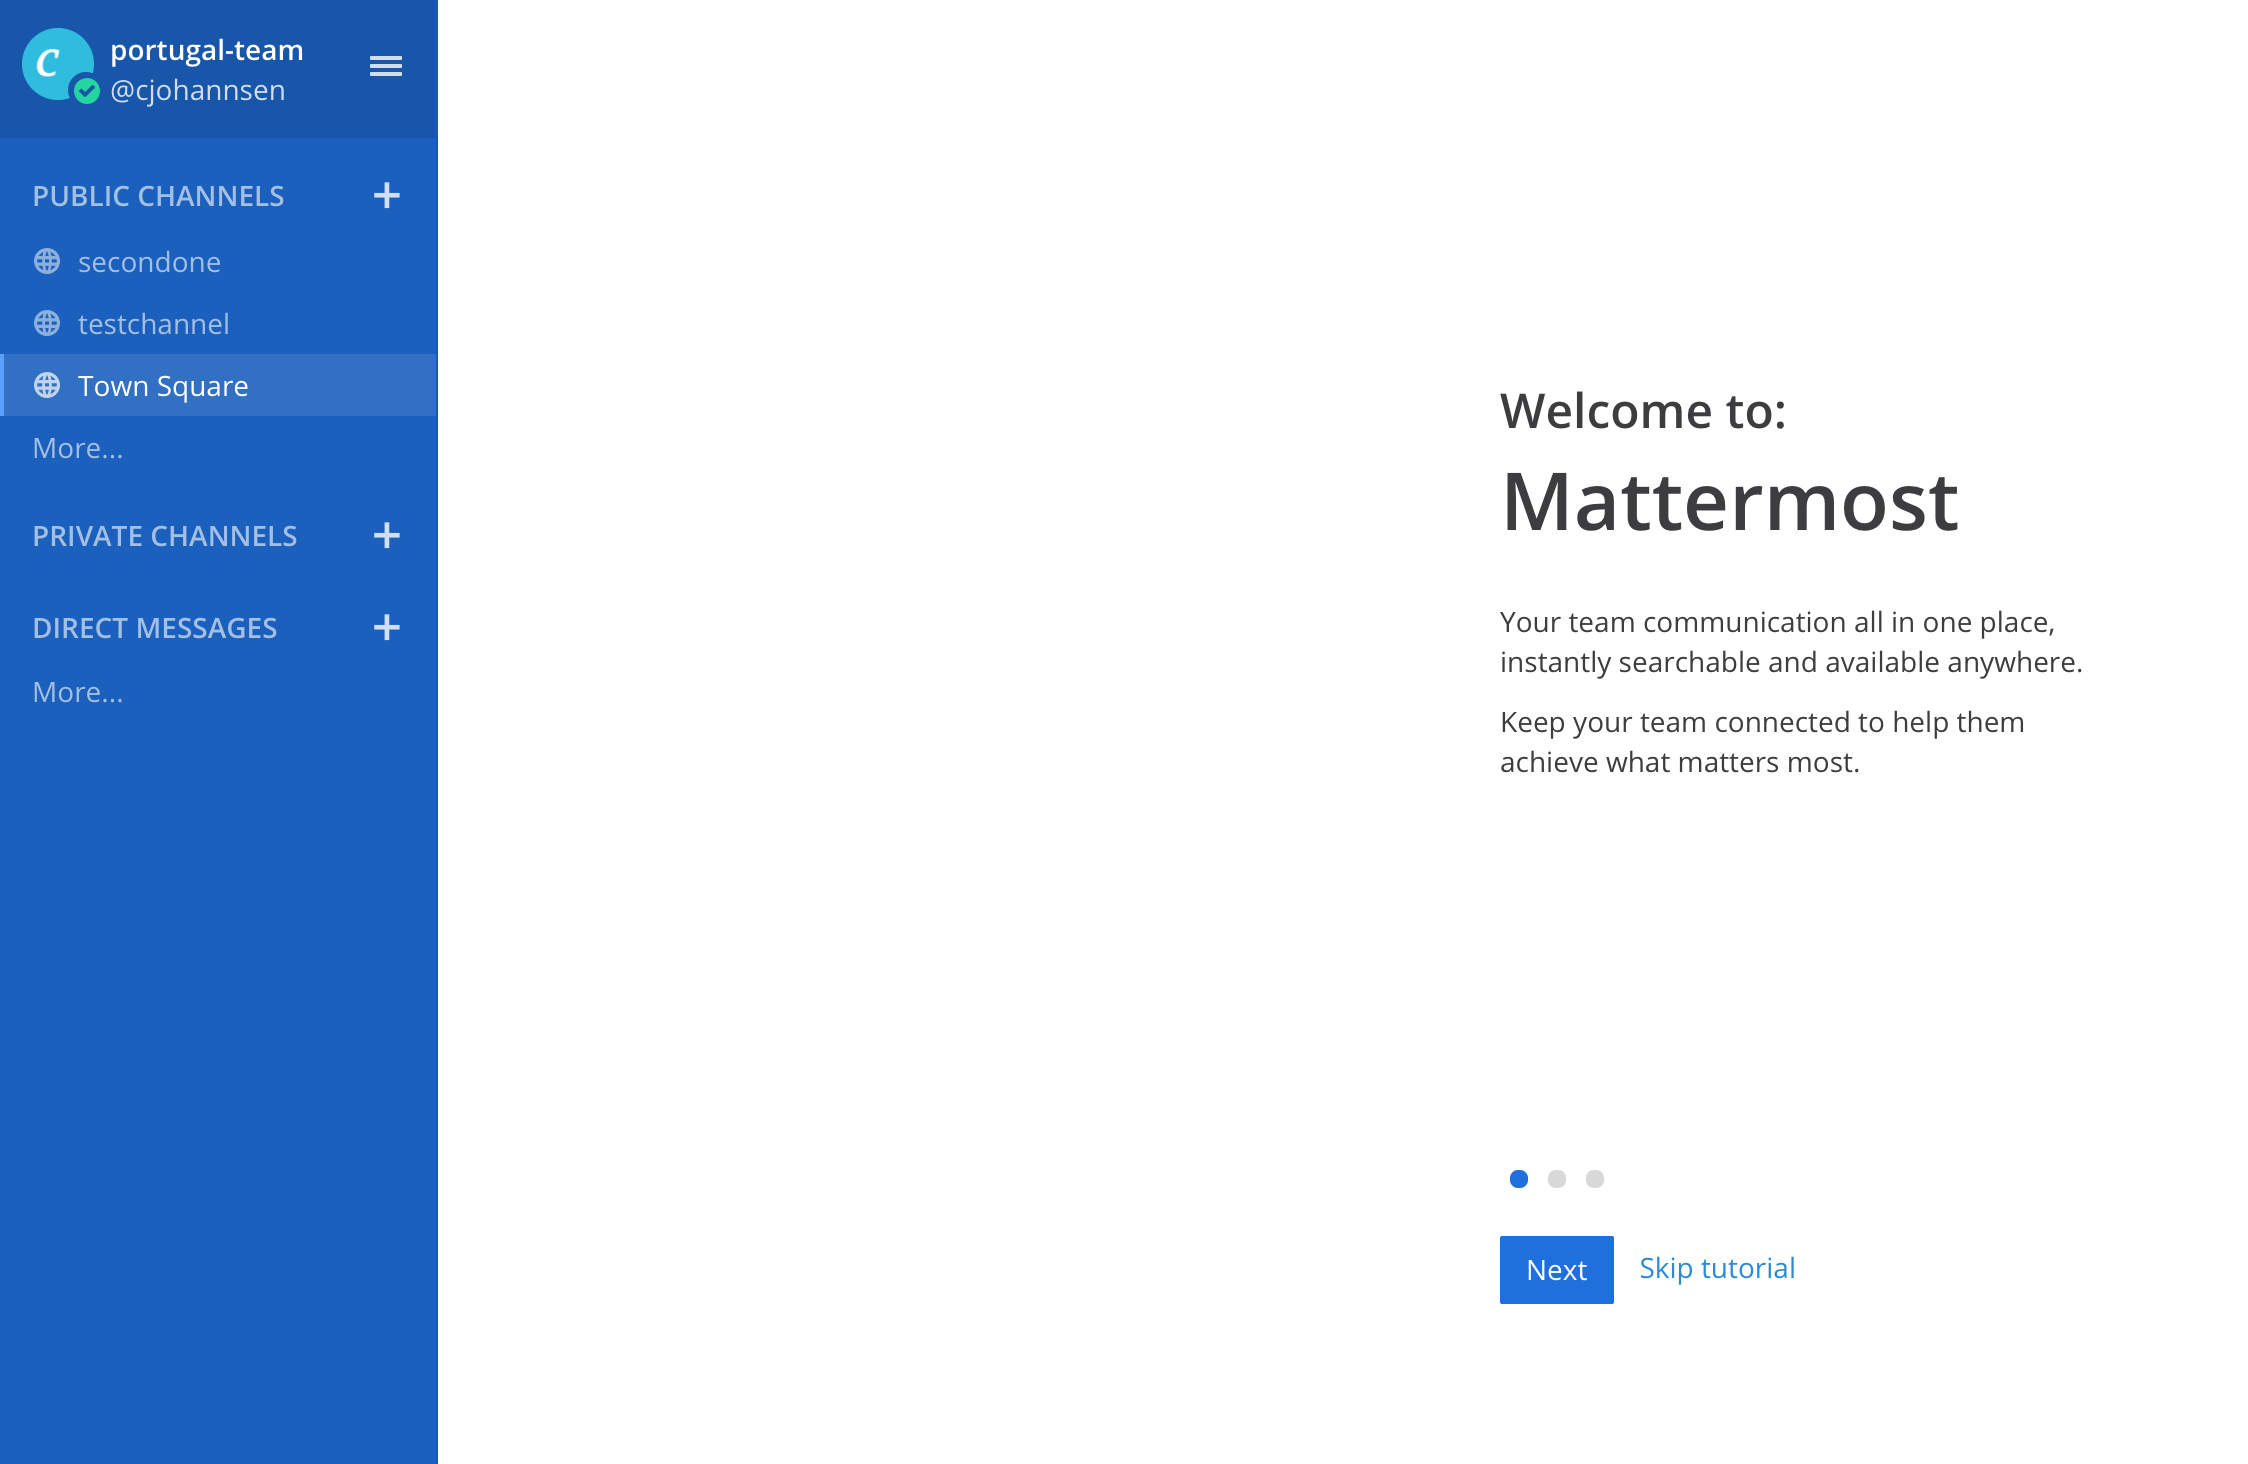 C
portugal-team
@cjohannsen
PUBLIC CHANNELS
secondone
testchannel
Town Square
More...
PRIVATE CHANNELS
DIRECT MESSAGES
More...
Welcome to:
Mattermost
Your team communication all in one place,
instantly searchable and available anywhere.
Keep your team connected to help them
achieve what matters most.
Next
Skip tutorial